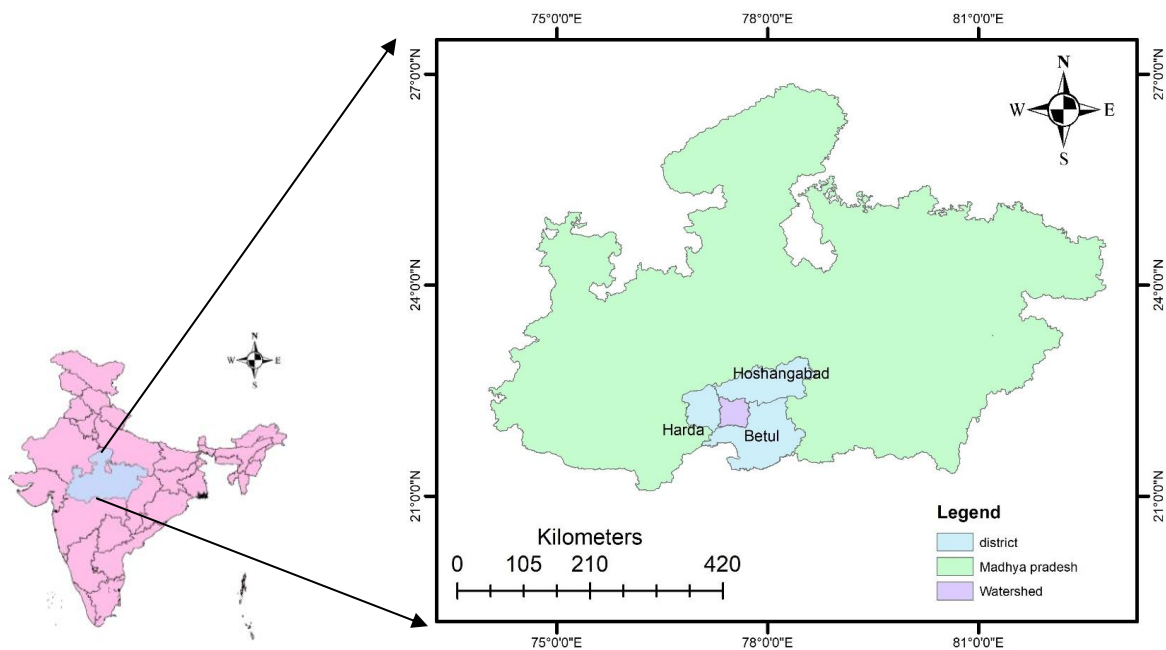 75°0'0"E
78°0'0"E
81°0'0"E
27°0'0"N
27°0'0"N
N
W
E
S
24°0'0"N
24°0'0"N
N
W
E
S
Hoshangabad
Harda
Betul
21°0'0"N
21°0'0"N
Kilometers
0
105
210
420
Legend
district
Madhya pradesh
Watershed
75°0'0"E
78°0'0"E
81°0'0"E